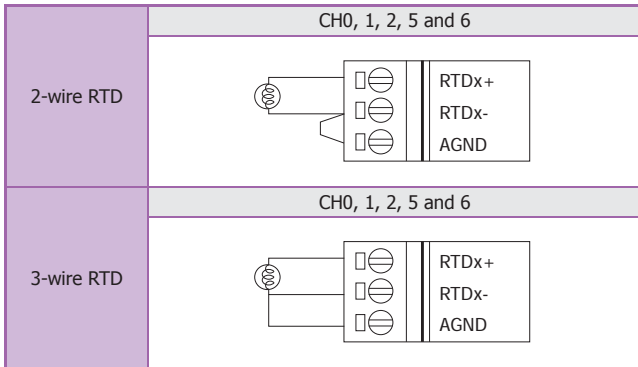 CH0, 1, 2, 5 and 6
2-wire RTD
RTDx+
RTDx-
AGND
CH0, 1, 2, 5 and 6
3-wire RTD
RTDx+
RTDx-
AGND